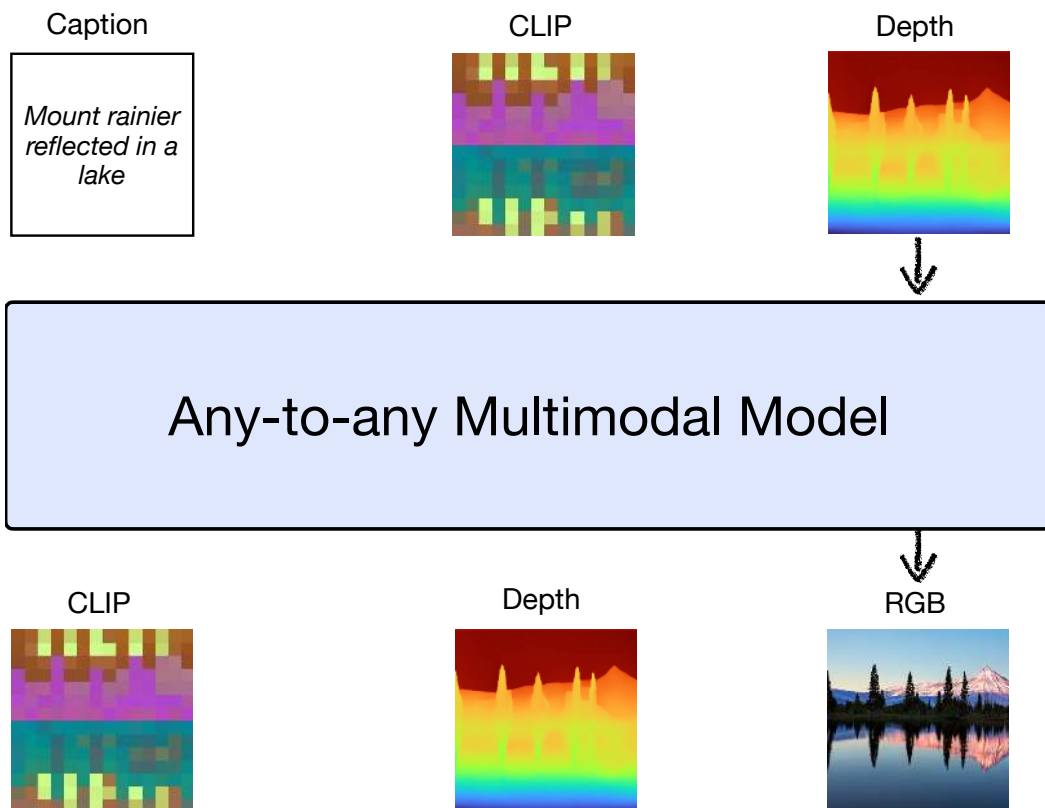 Caption
CLIP
Depth
Mount rainier
reflected in a
lake
Any-to-any Multimodal Model
CLIP
Depth
RGB